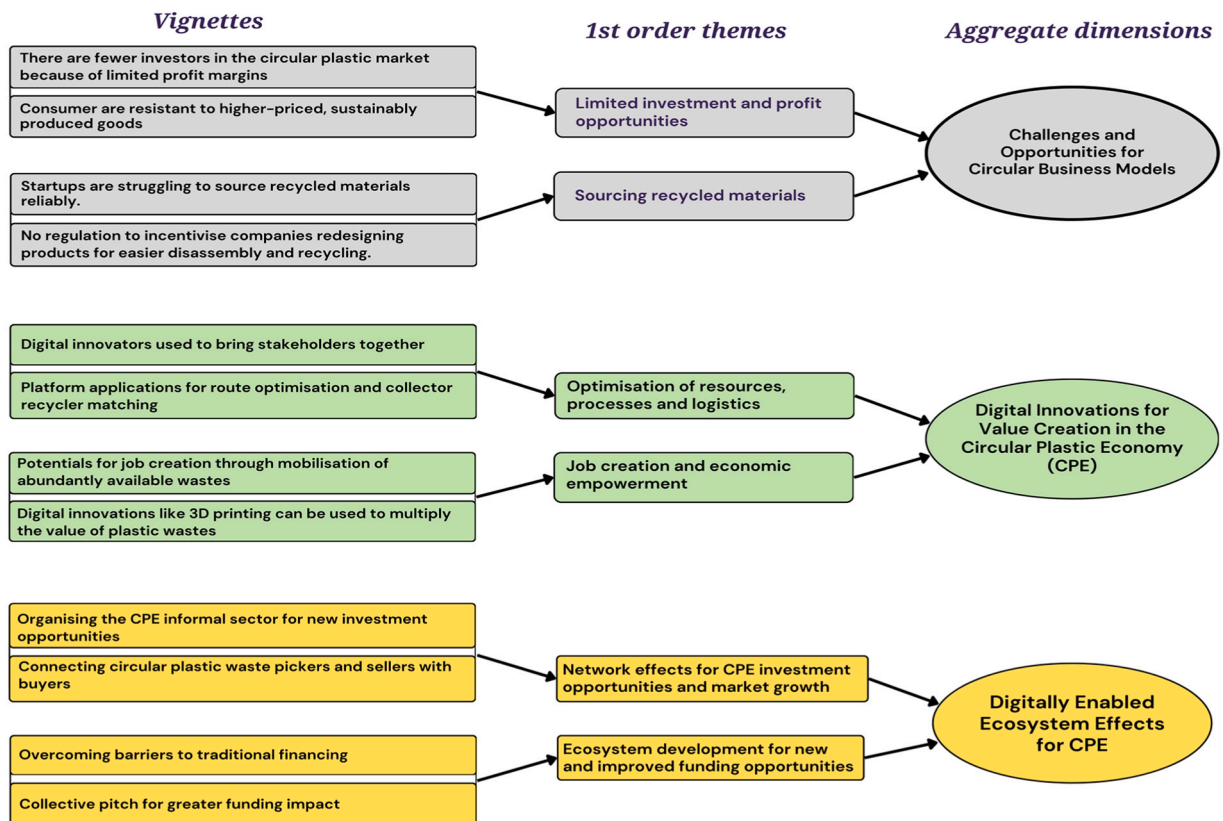 Vignettes
1st order themes
Aggregate dimensions
There are fewer investors in the circular plastic market
because of limited profit margins
Consumer are resistant to higher-priced, sustainably
produced goods
Limited investment and profit
opportunities
Startups are struggling to source recycled materials
reliably.
No regulation to incentivise companies redesigning
products for easier disassembly and recycling.
Sourcing recycled materials
Challenges and
Opportunities for
Circular Business Models
Digital innovators used to bring stakeholders together
Platform applications for route optimisation and collector
recycler matching
Optimisation of resources,
processes and logistics
Potentials for job creation through mobilisation of
abundantly available wastes
Digital innovations like 3D printing can be used to multiply
the value of plastic wastes
Job creation and economic
empowerment
Digital Innovations for
Value Creation in the
Circular Plastic Economy
(CPE)
Organising the CPE informal sector for new investment
opportunities
Connecting circular plastic waste pickers and sellers with
buyers
Network effects for CPE investment
opportunities and market growth
Overcoming barriers to traditional financing
Collective pitch for greater funding impact
Ecosystem development for new
and improved funding opportunities
Digitally Enabled
Ecosystem Effects
for CPE